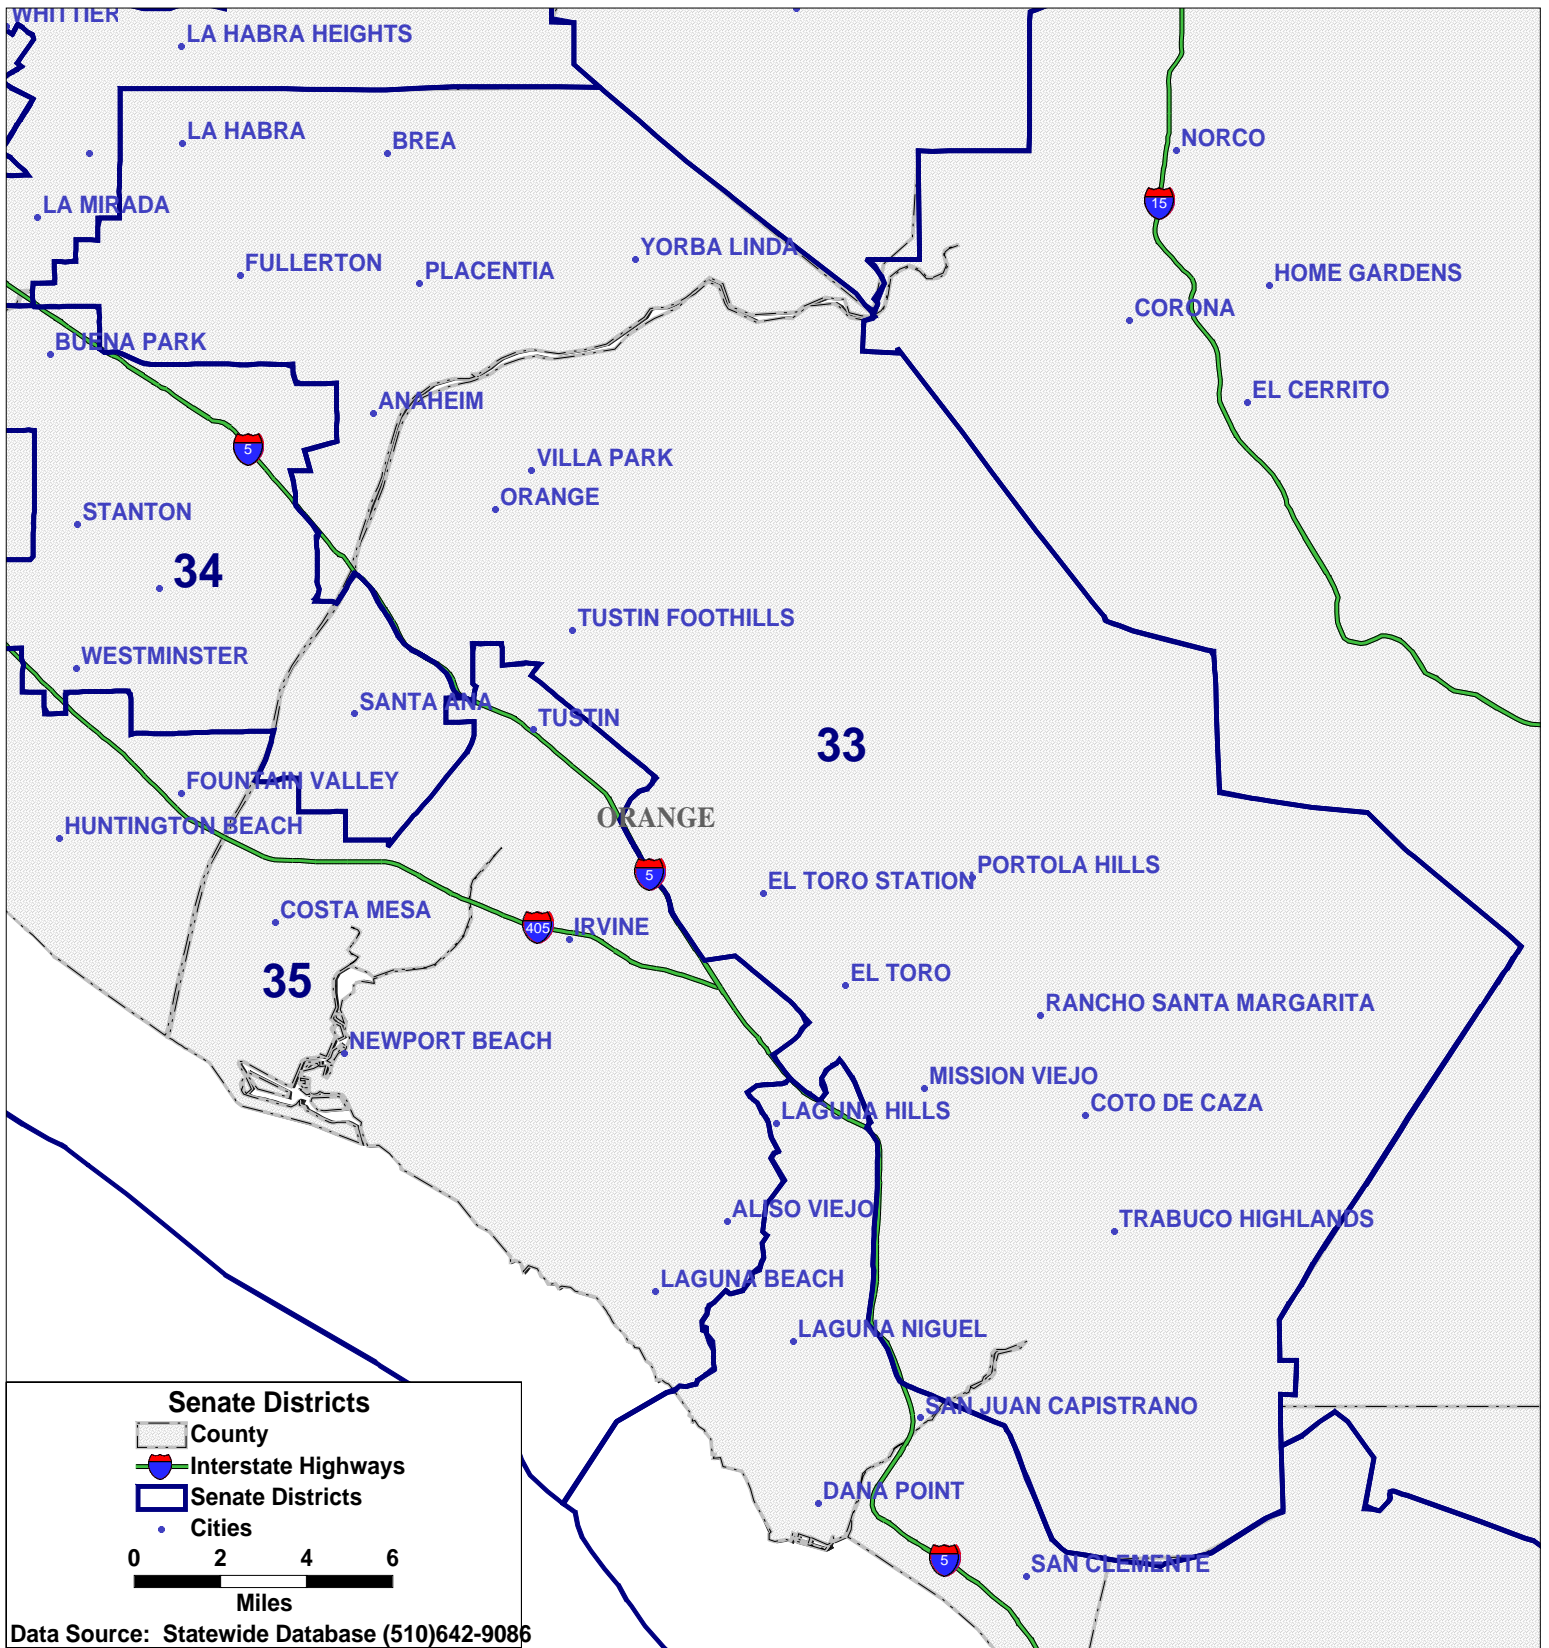 WHITTIER
LA HABRA HEIGHTS
LA HABRA
BREA
NORCO
15
LA MIRADA
YORBA LINDA
FULLERTON
PLACENTIA
HOME GARDENS
CORONA
BUENA PARK
ANAHEIM
EL CERRITO
5
VILLA PARK
ORANGE
STANTON
34
TUSTIN FOOTHILLS
WESTMINSTER
SANTA ANA
TUSTIN
33
FOUNTAIN VALLEY
ORANGE
HUNTINGTON BEACH
PORTOLA HILLS
5
EL TORO STATION
COSTA MESA
405
IRVINE
35
EL TORO
RANCHO SANTA MARGARITA
NEWPORT BEACH
MISSION VIEJO
COTO DE CAZA
LAGUNA HILLS
ALISO VIEJO
TRABUCO HIGHLANDS
LAGUNA BEACH
LAGUNA NIGUEL
SAN JUAN CAPISTRANO
DANA POINT
5
SAN CLEMENTE
Senate Districts
County
Interstate Highways
Senate Districts
Cities
0 2 4 6
Miles
Data Source: Statewide Database (510)642-9086